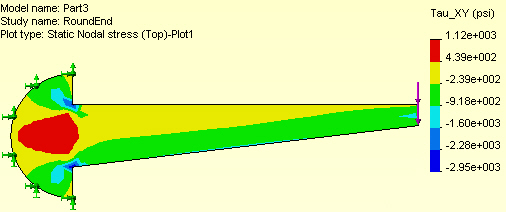 Model name: Part3
Study name: RoundEnd
Plot type: Static Nodal stress (Top)-Plot1
Tau_XY (psi)
1.12e+003
4.39e+002
-2.39e+002
-9.18e+002
-1.60e+003
-2.28e+003
-2.95e+003